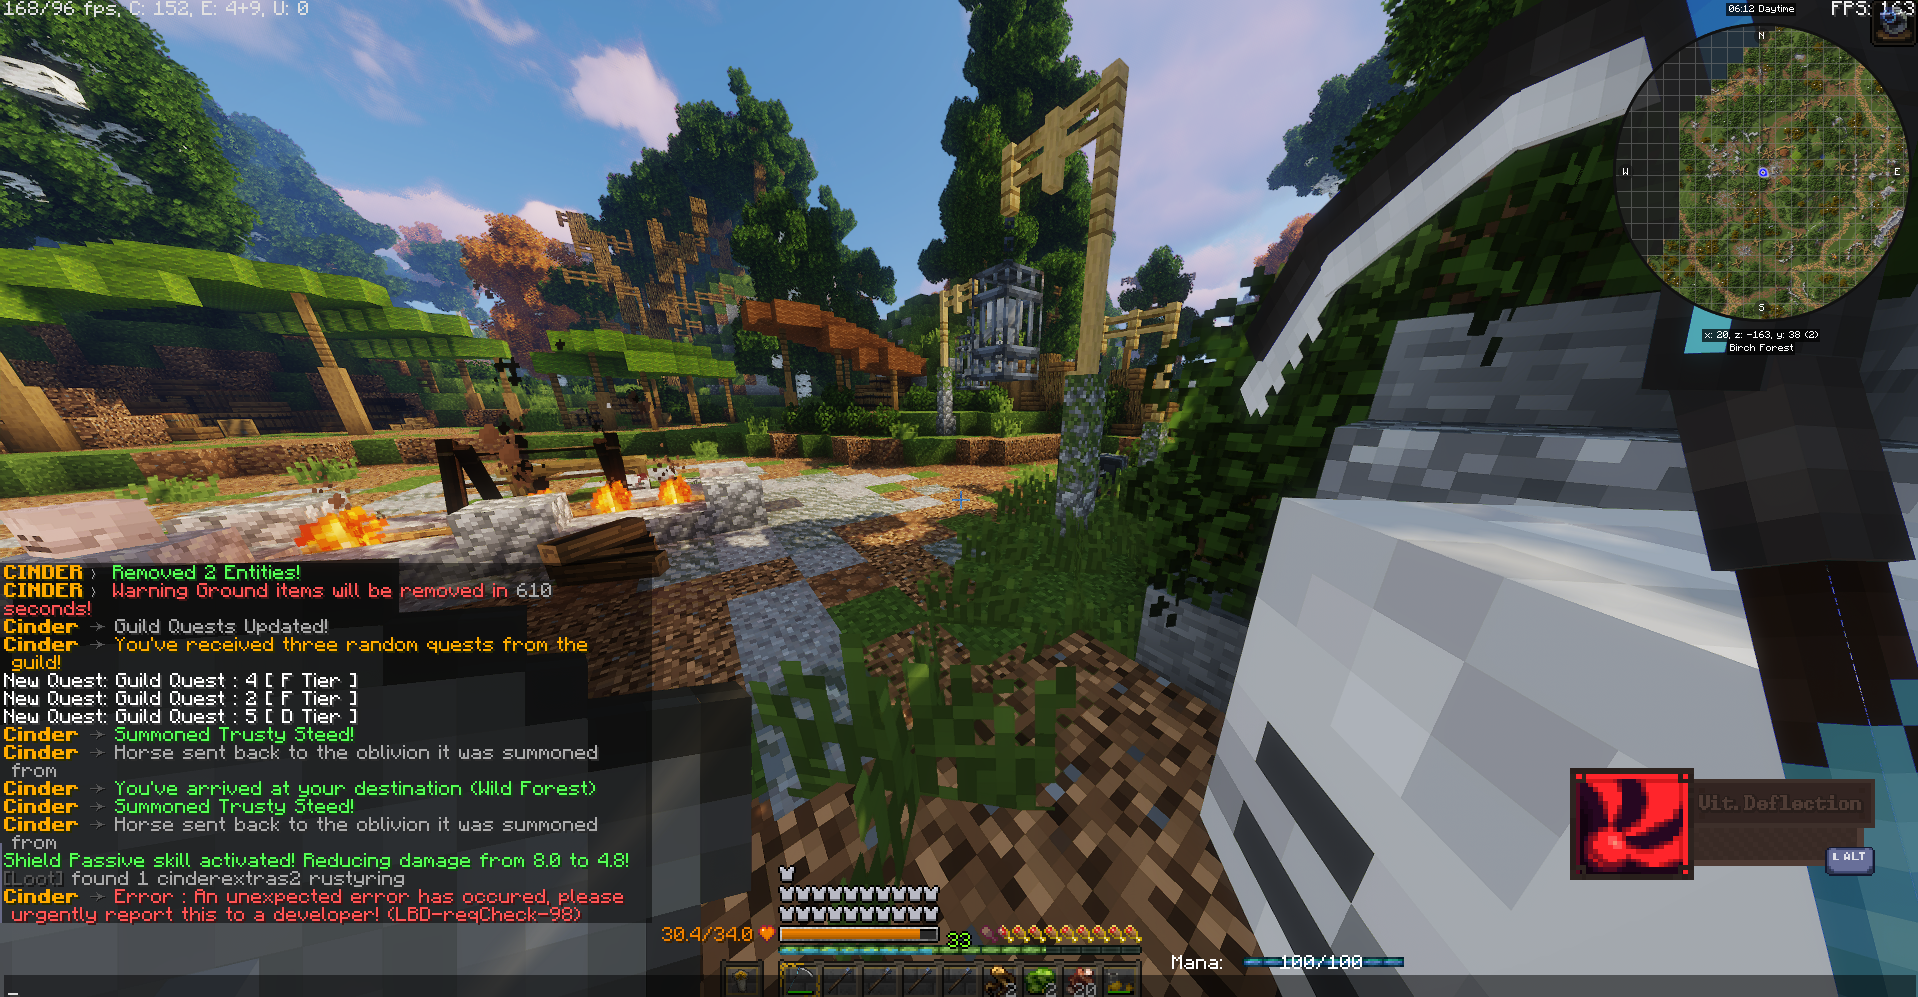 168/96 fps, C: 152, E: 4+9, U: 0
06:12 Daytime
FPS: 163
N
W
E
S
x: 20, z: -163, y: 38 (2)
Birch Forest
CINDER › Removed 2 Entities!
CINDER › Warning Ground items will be removed in 610
seconds!
Cinder → Guild Quests Updated!
Cinder → You've received three random quests from the
guild!
New Quest: Guild Quest : 4 [ F Tier ]
New Quest: Guild Quest : 2 [ F Tier ]
New Quest: Guild Quest : 5 [ D Tier ]
Cinder → Summoned Trusty Steed!
Cinder → Horse sent back to the oblivion it was summoned
from
Cinder → You've arrived at your destination (Wild Forest)
Cinder → Summoned Trusty Steed!
Cinder → Horse sent back to the oblivion it was summoned
from
Shield Passive skill activated! Reducing damage from 8.0 to 4.8!
[Loot] found 1 cinderextras2 rustyring
Cinder → Error : An unexpected error has occured, please
urgently report this to a developer! (LBD-reqCheck-98)
Vit. Deflection
L ALT
30.4/34.0
33
Mana: 100/100
2
2
20
_